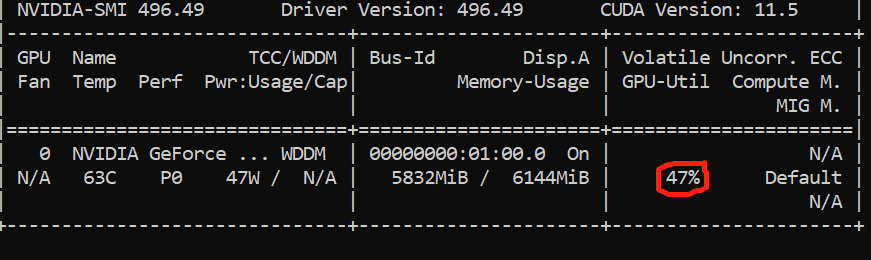 NVIDIA-SMI 496.49       Driver Version: 496.49       CUDA Version: 11.5     |
|-------------------------------+----------------------+----------------------+
| GPU  Name            TCC/WDDM | Bus-Id        Disp.A | Volatile Uncorr. ECC |
| Fan  Temp  Perf  Pwr:Usage/Cap|         Memory-Usage | GPU-Util  Compute M. |
|                               |                      |               MIG M. |
|===============================+======================+======================|
|   0  NVIDIA GeForce ... WDDM  | 00000000:01:00.0  On |                  N/A |
| N/A   63C    P0    47W /  N/A |   5832MiB /  6144MiB |     47%      Default |
|                               |                      |                  N/A |
+-------------------------------+----------------------+----------------------+